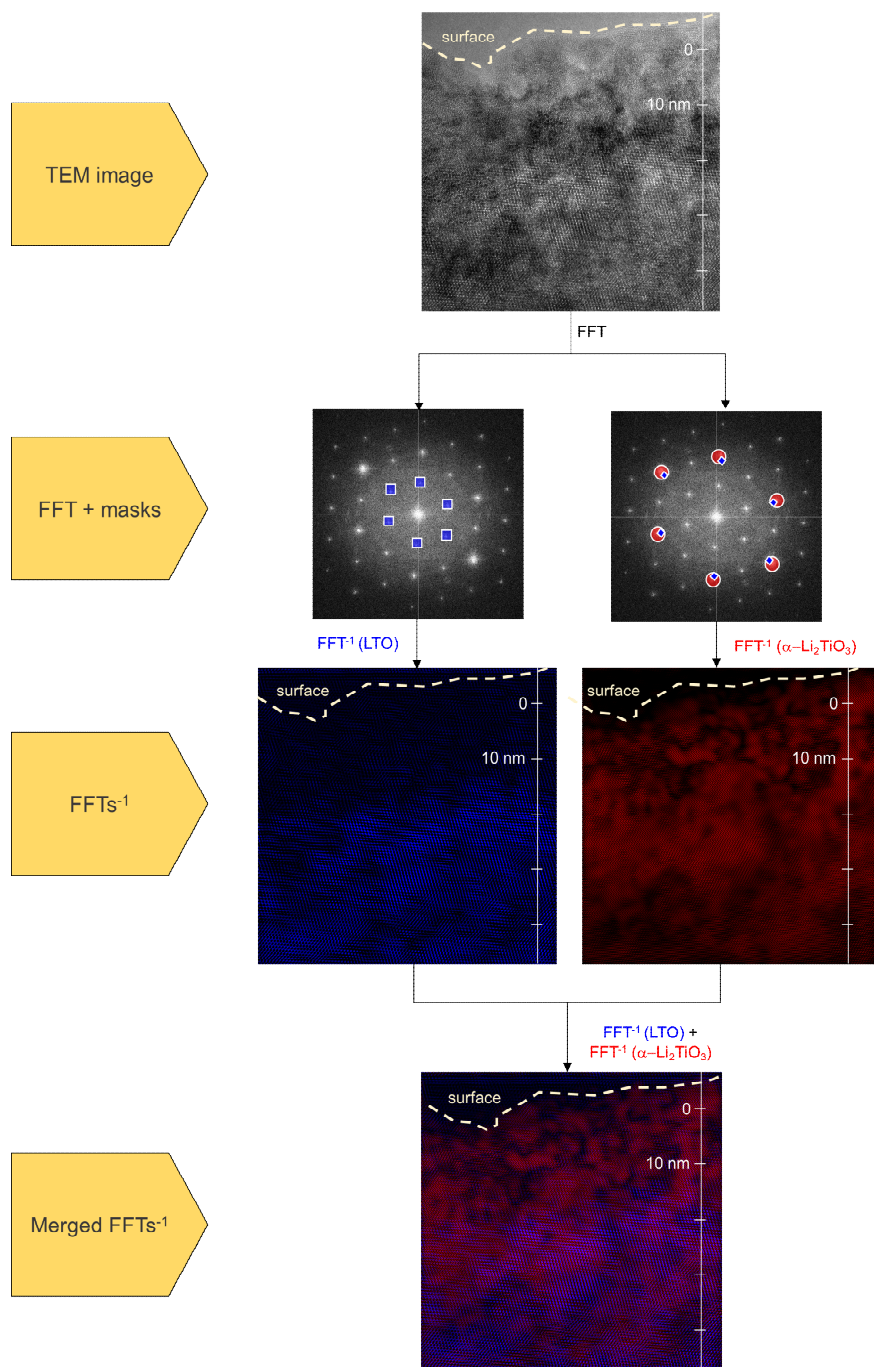 surface
0
10 nm
TEM image
FFT
FFT + masks
FFT⁻¹ (LTO)
FFT⁻¹ (α–Li₂TiO₃)
surface
0
10 nm
surface
0
10 nm
FFTs⁻¹
FFT⁻¹ (LTO) +
FFT⁻¹ (α–Li₂TiO₃)
surface
0
10 nm
Merged FFTs⁻¹